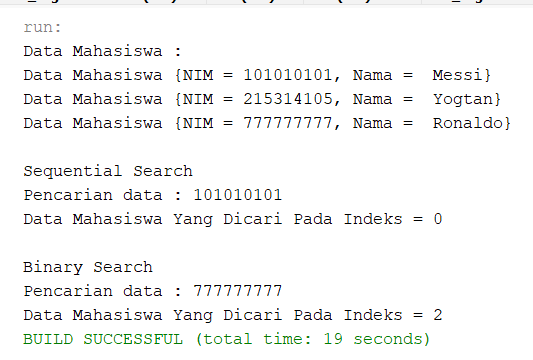 run:
Data Mahasiswa :
Data Mahasiswa {NIM = 101010101, Nama =  Messi}
Data Mahasiswa {NIM = 215314105, Nama =  Yogtan}
Data Mahasiswa {NIM = 777777777, Nama =  Ronaldo}
Sequential Search
Pencarian data : 101010101
Data Mahasiswa Yang Dicari Pada Indeks = 0
Binary Search
Pencarian data : 777777777
Data Mahasiswa Yang Dicari Pada Indeks = 2
BUILD SUCCESSFUL (total time: 19 seconds)